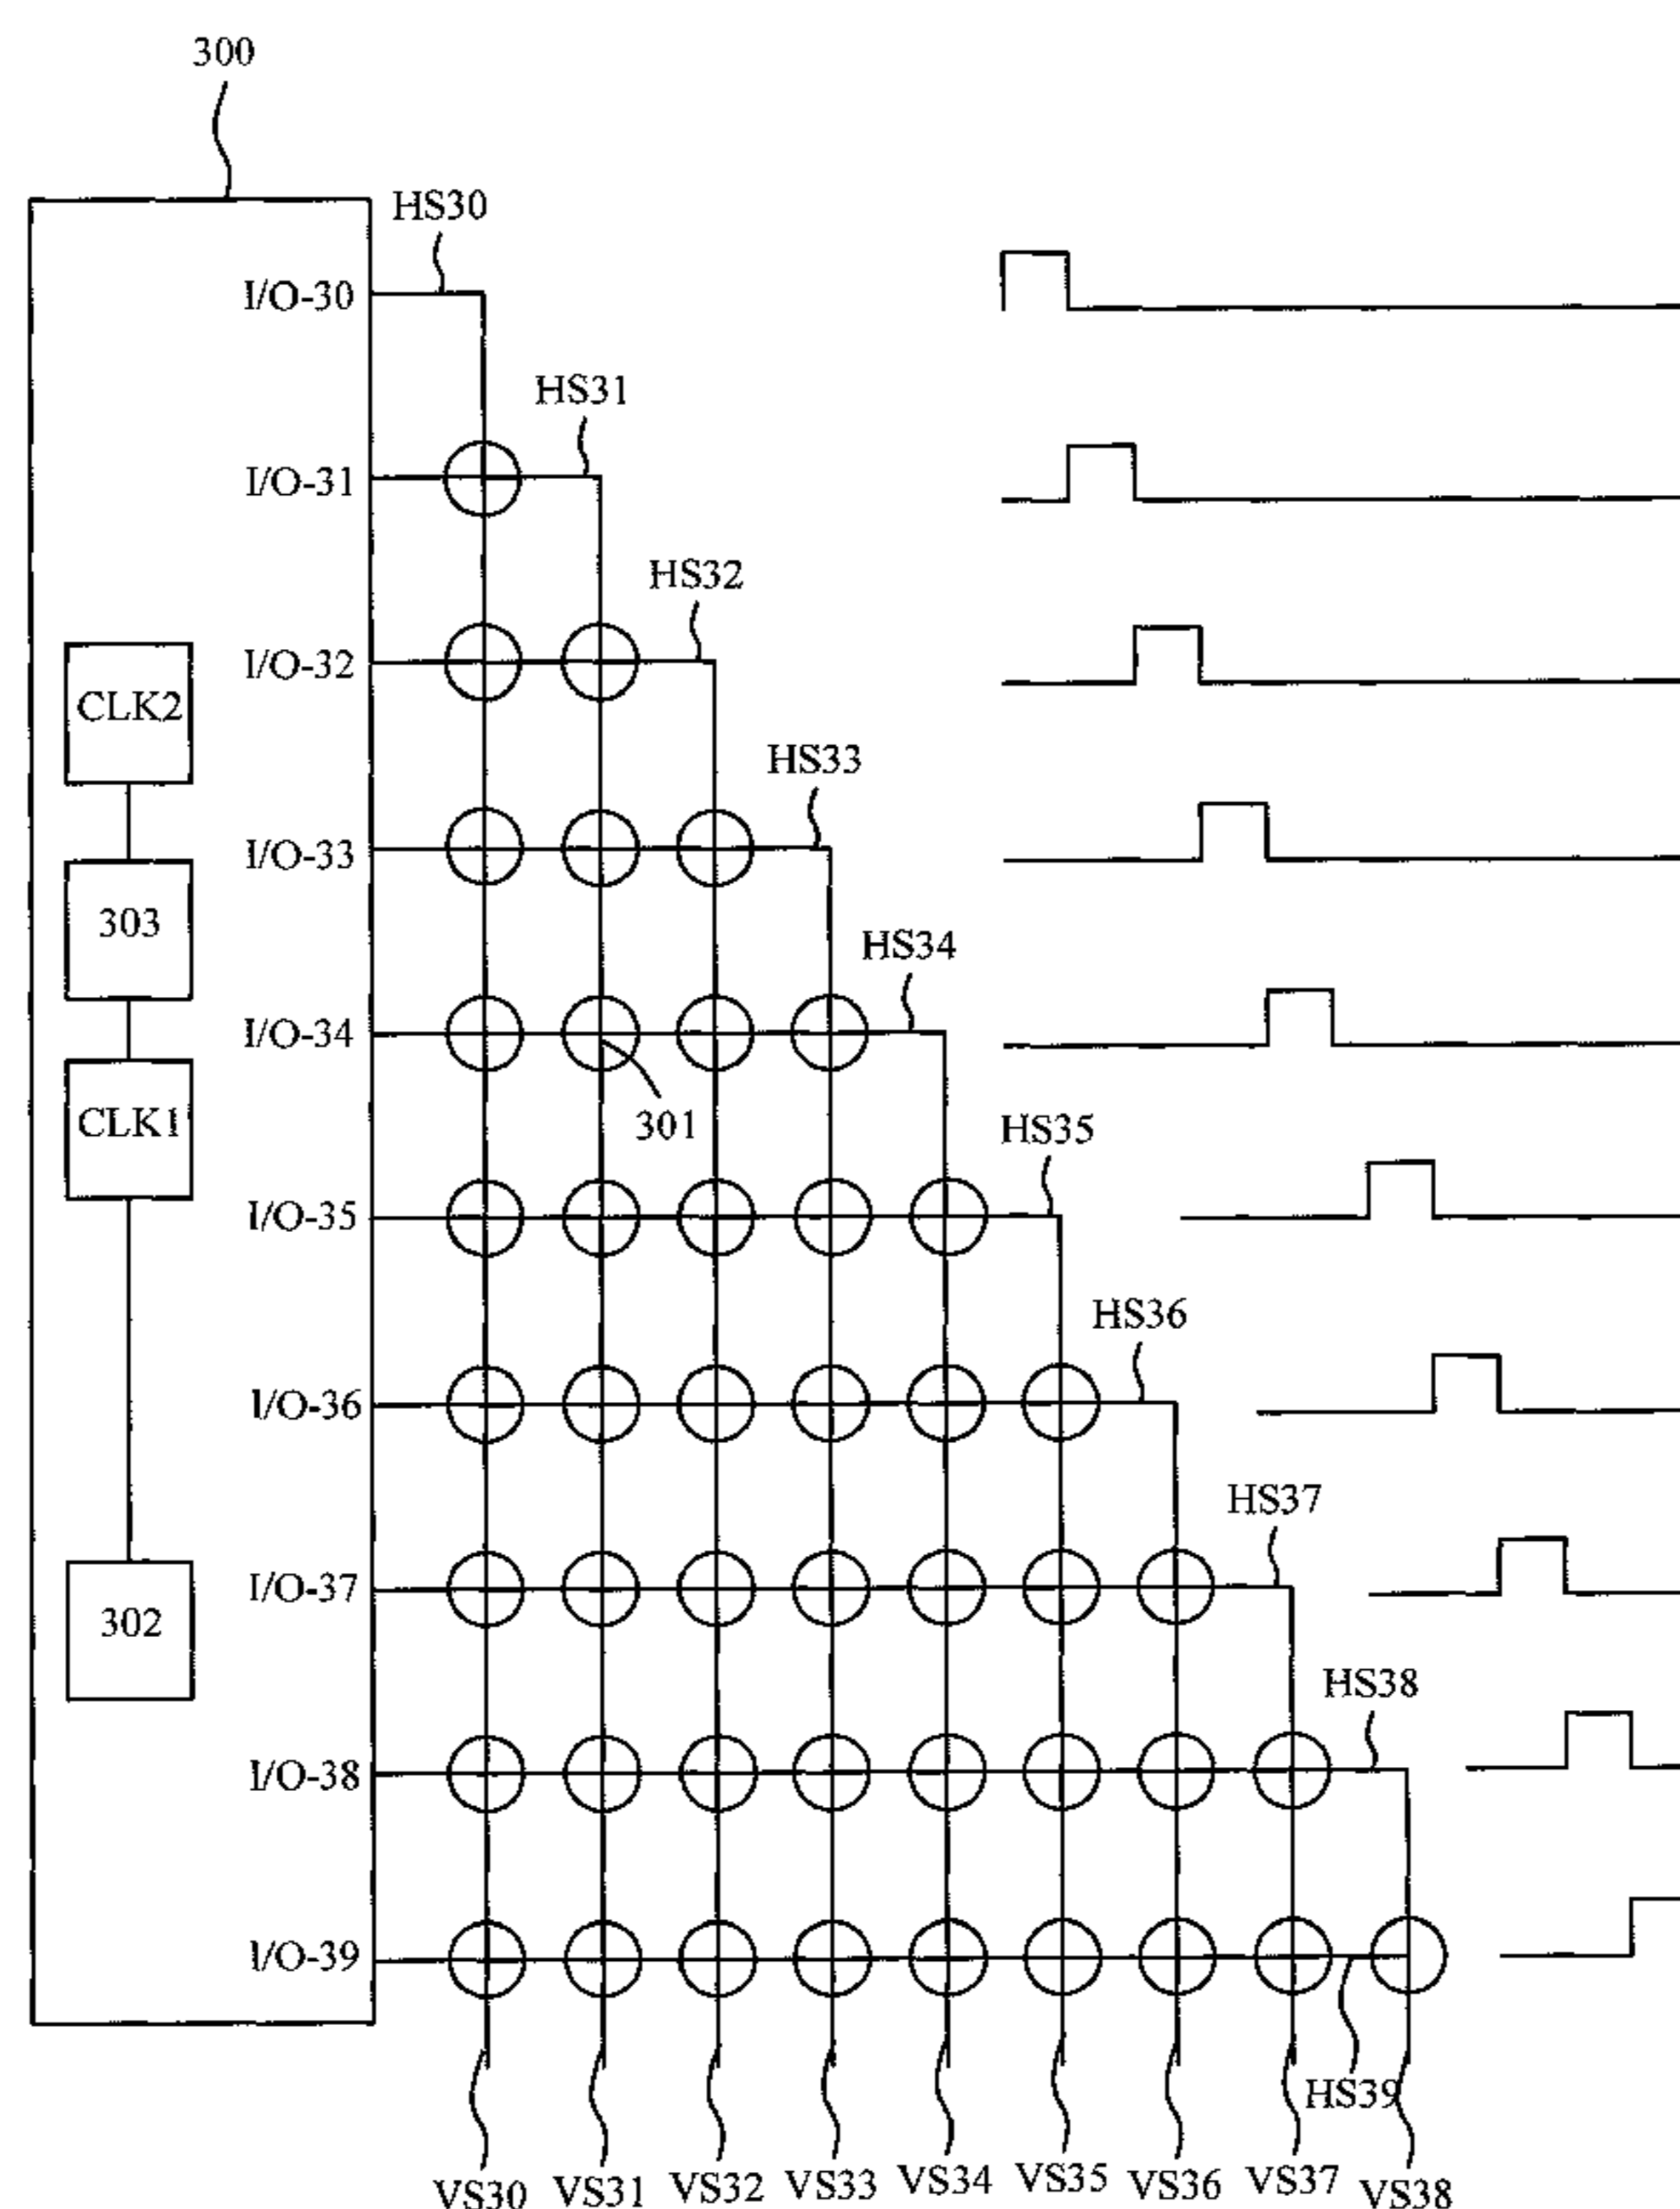 300
HS30
I/O-30
HS31
I/O-31
HS32
I/O-32
CLK2
HS33
I/O-33
303
HS34
I/O-34
CLK1
301
HS35
I/O-35
HS36
I/O-36
HS37
I/O-37
302
HS38
I/O-38
I/O-39
HS39
VS30 VS31 VS32 VS33 VS34 VS35 VS36 VS37 VS38